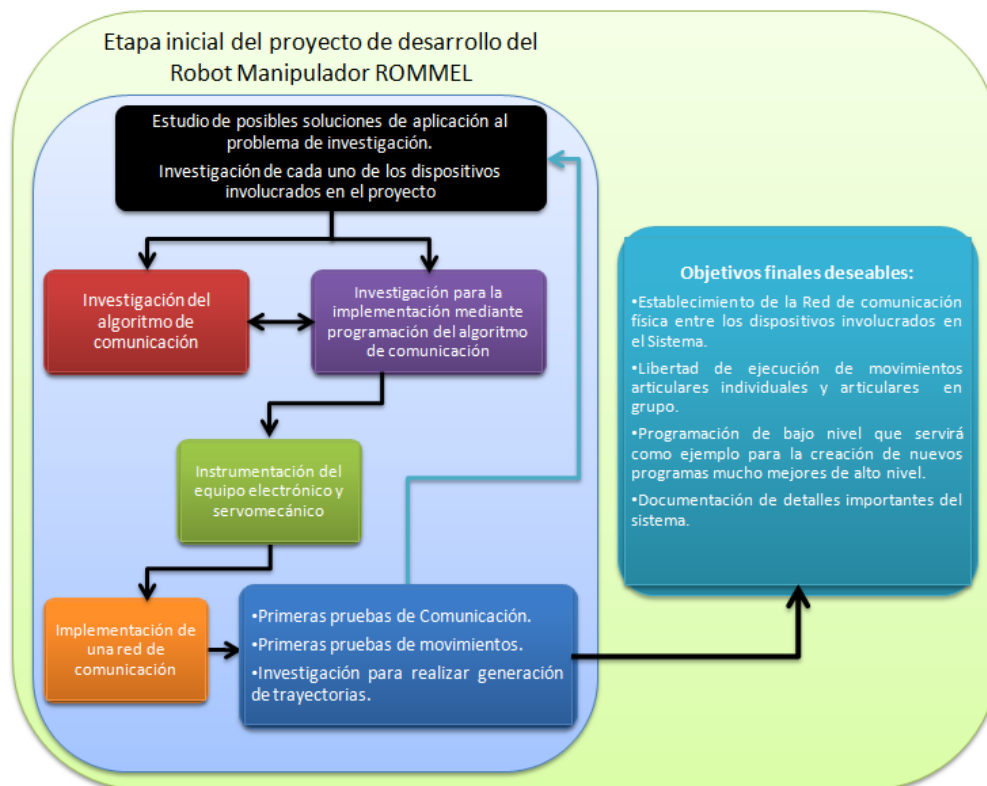 Etapa inicial del proyecto de desarrollo del
Robot Manipulador ROMMEL
Estudio de posibles soluciones de aplicación al
problema de investigación.
Investigación de cada uno de los dispositivos
involucrados en el proyecto
Investigación del
algoritmo de
comunicación
Investigación para la
implementación mediante
programación del algoritmo
de comunicación
Instrumentación del
equipo electrónico y
servomecánico
Implementación de
una red de
comunicación
•Primeras pruebas de Comunicación.
•Primeras pruebas de movimientos.
•Investigación para realizar generación
de trayectorias.
Objetivos finales deseables:
•Establecimiento de la Red de comunicación
física entre los dispositivos involucrados en
el Sistema.
•Libertad de ejecución de movimientos
articulares individuales y articulares en
grupo.
•Programación de bajo nivel que servirá
como ejemplo para la creación de nuevos
programas mucho mejores de alto nivel.
•Documentación de detalles importantes del
sistema.